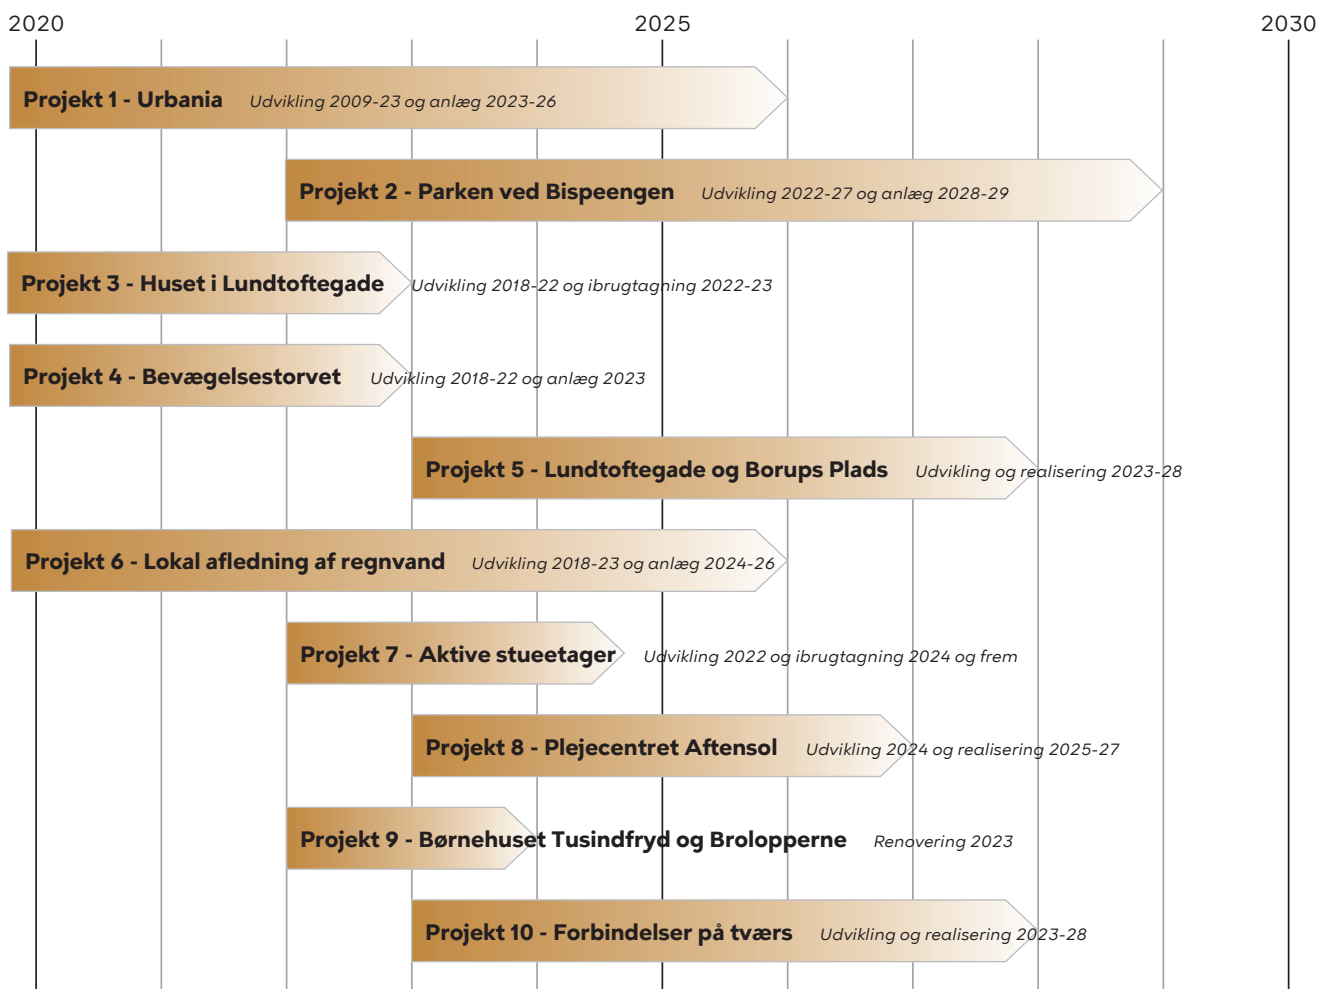 2020 2025 2030
Projekt 1 - Urbania Udvikling 2009-23 og anlæg 2023-26
Projekt 2 - Parken ved Bispeengen Udvikling 2022-27 og anlæg 2028-29
Projekt 3 - Huset i Lundtoftegade Udvikling 2018-22 og ibrugtagning 2022-23
Projekt 4 - Bevægelsestorvet Udvikling 2018-22 og anlæg 2023
Projekt 5 - Lundtoftegade og Borups Plads Udvikling og realisering 2023-28
Projekt 6 - Lokal afledning af regnvand Udvikling 2018-23 og anlæg 2024-26
Projekt 7 - Aktive stueetager Udvikling 2022 og ibrugtagning 2024 og frem
Projekt 8 - Plejecentret Aftensol Udvikling 2024 og realisering 2025-27
Projekt 9 - Børnehuset Tusindfryd og Brolopperne Renovering 2023
Projekt 10 - Forbindelser på tværs Udvikling og realisering 2023-28